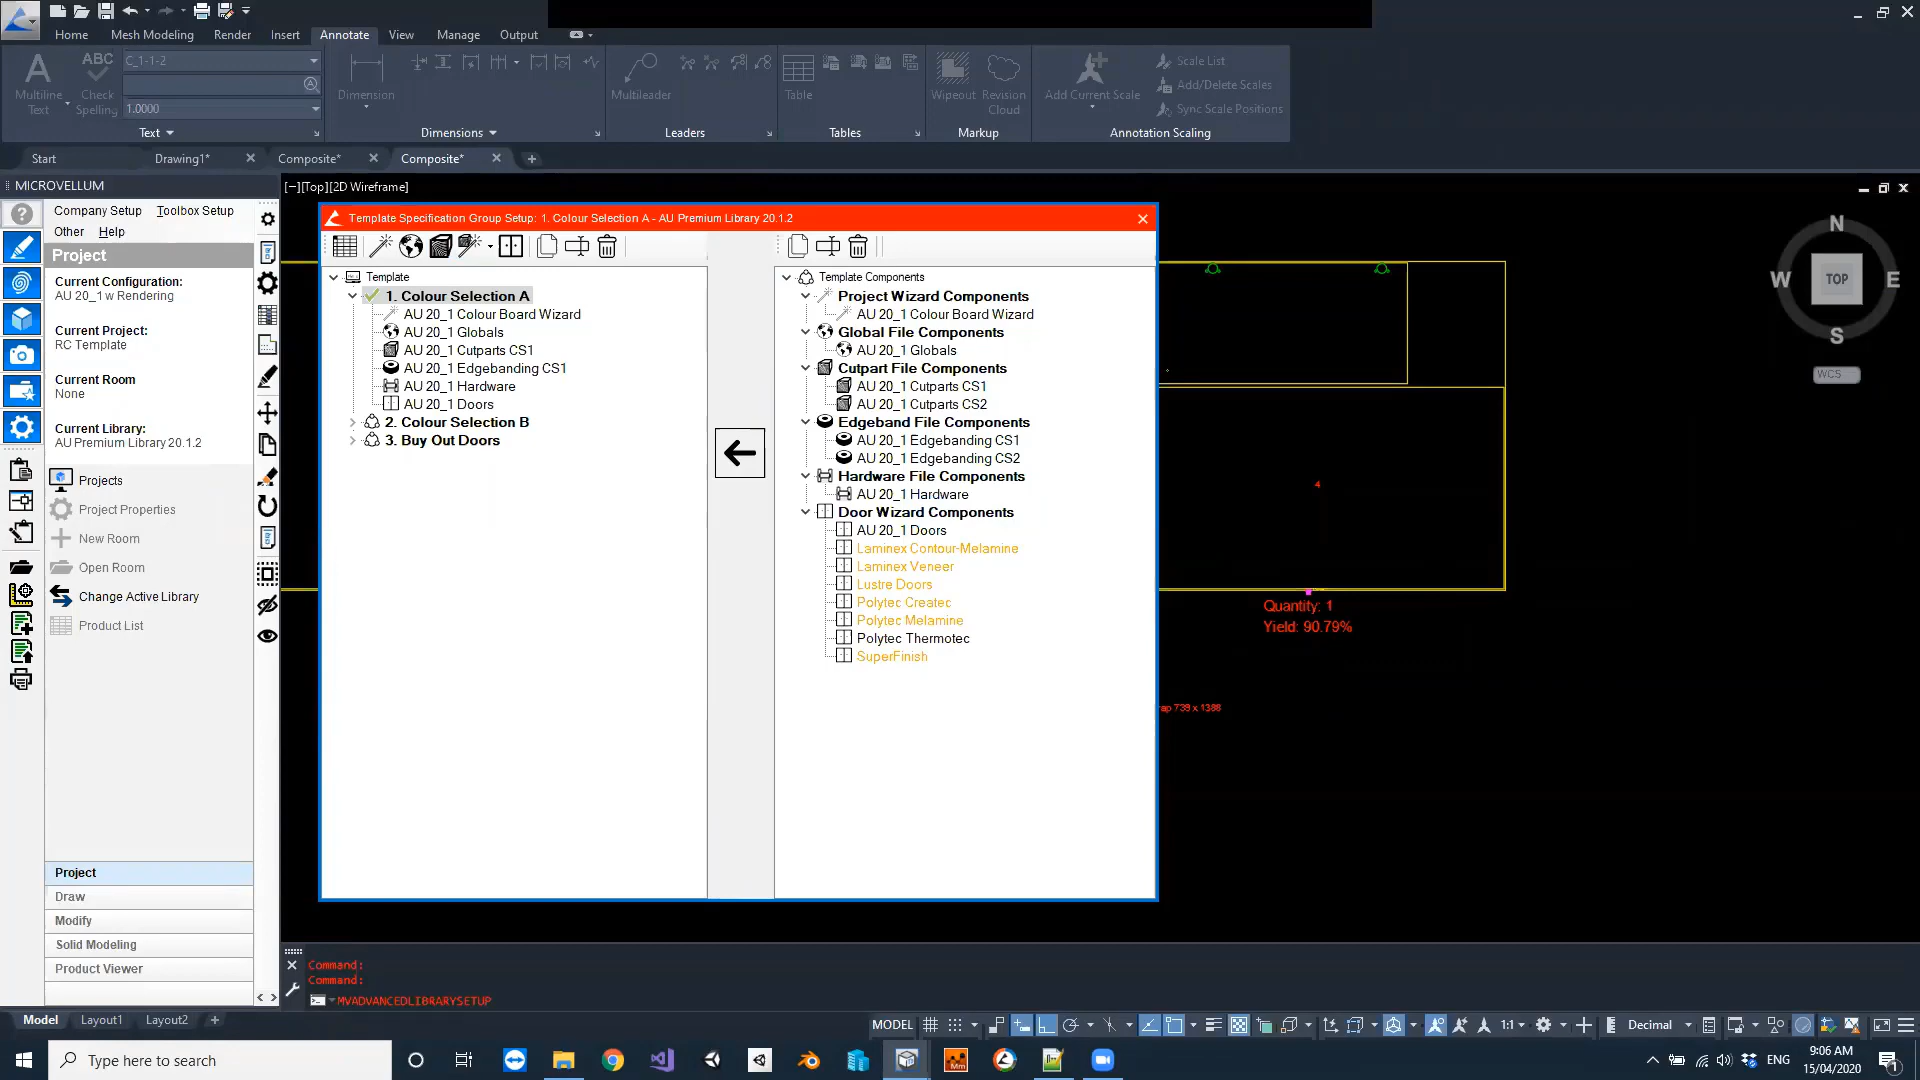 Home Mesh Modeling Render Insert Annotate View Manage Output
Multiline Text
ABC
Check Spelling
C_1-1-2
1.0000
Dimension
Multileader
Table
Wipeout
Revision Cloud
Add Current Scale
Scale List
Add/Delete Scales
Sync Scale Positions
Text
Dimensions
Leaders
Tables
Markup
Annotation Scaling
Start
Drawing1*
Composite*
Composite*
MICROVELLUM
[−][Top][2D Wireframe]
Company Setup Toolbox Setup
Other Help
Project
Current Configuration:
AU 20_1 w Rendering
Current Project:
RC Template
Current Room
None
Current Library:
AU Premium Library 20.1.2
Projects
Project Properties
New Room
Open Room
Change Active Library
Product List
Project
Draw
Modify
Solid Modeling
Product Viewer
Template Specification Group Setup: 1. Colour Selection A - AU Premium Library 20.1.2
Template
1. Colour Selection A
AU 20_1 Colour Board Wizard
AU 20_1 Globals
AU 20_1 Cutparts CS1
AU 20_1 Edgebanding CS1
AU 20_1 Hardware
AU 20_1 Doors
2. Colour Selection B
3. Buy Out Doors
Template Components
Project Wizard Components
AU 20_1 Colour Board Wizard
Global File Components
AU 20_1 Globals
Cutpart File Components
AU 20_1 Cutparts CS1
AU 20_1 Cutparts CS2
Edgeband File Components
AU 20_1 Edgebanding CS1
AU 20_1 Edgebanding CS2
Hardware File Components
AU 20_1 Hardware
Door Wizard Components
AU 20_1 Doors
Laminex Contour-Melamine
Laminex Veneer
Lustre Doors
Polytec Createc
Polytec Melamine
Polytec Thermotec
SuperFinish
4
Quantity: 1
Yield: 90.79%
rap 739 x 1388
N
W TOP E
S
WCS
Command:
Command:
MVADVANCEDLIBRARYSETUP
Model Layout1 Layout2
MODEL
1:1
Decimal
Type here to search
ENG
9:06 AM
15/04/2020
1